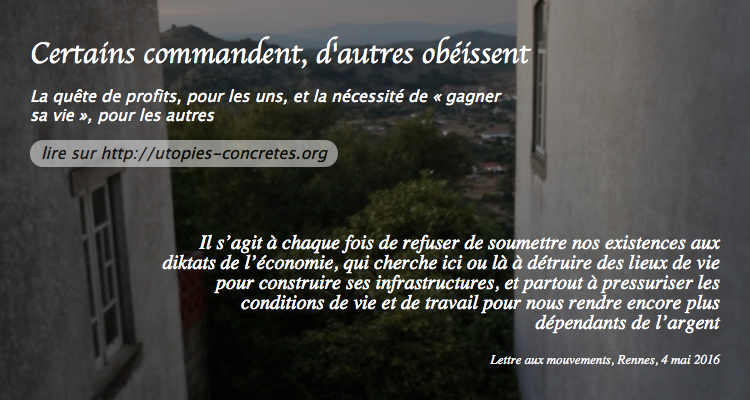 Certains commandent, d'autres obéissent
La quête de profits, pour les uns, et la nécessité de « gagner
sa vie », pour les autres
lire sur http://utopies-concretes.org
Il s’agit à chaque fois de refuser de soumettre nos existences aux
diktats de l’économie, qui cherche ici ou là à détruire des lieux de vie
pour construire ses infrastructures, et partout à pressuriser les
conditions de vie et de travail pour nous rendre encore plus
dépendants de l’argent
Lettre aux mouvements, Rennes, 4 mai 2016